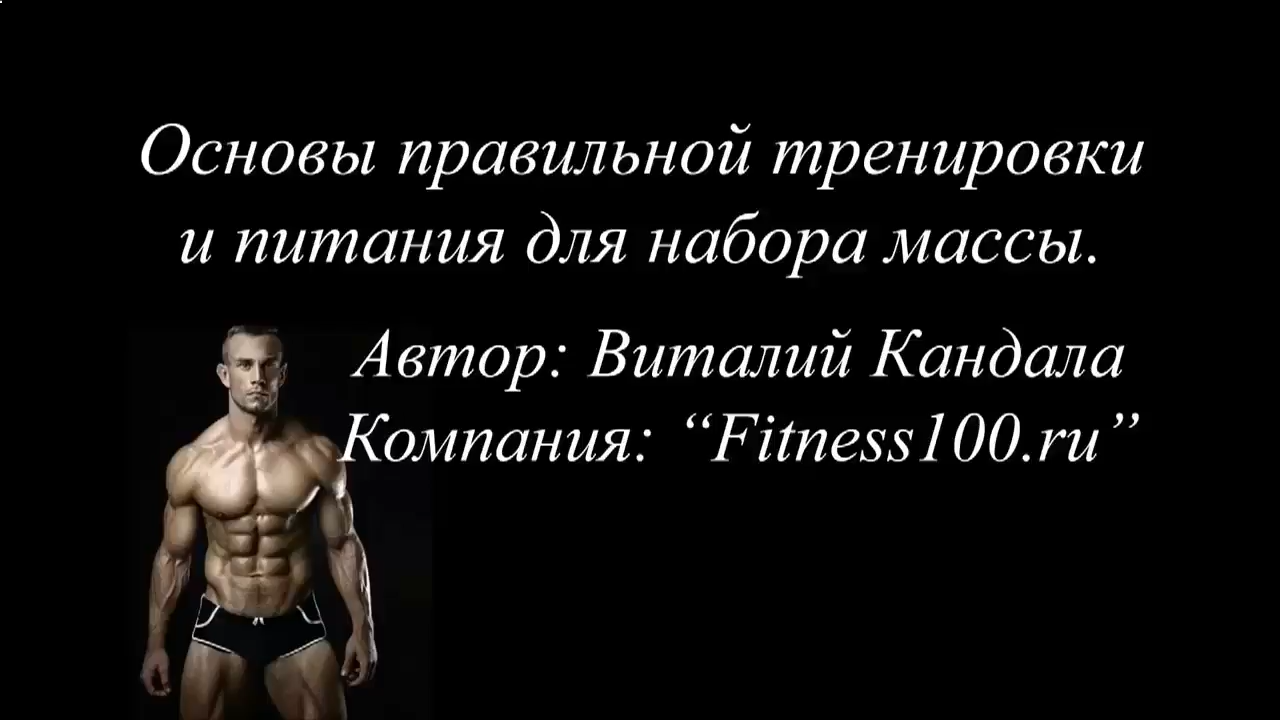 Основы правильной тренировки
и питания для набора массы.
Автор: Виталий Кандала
Компания: “Fitness100.ru”